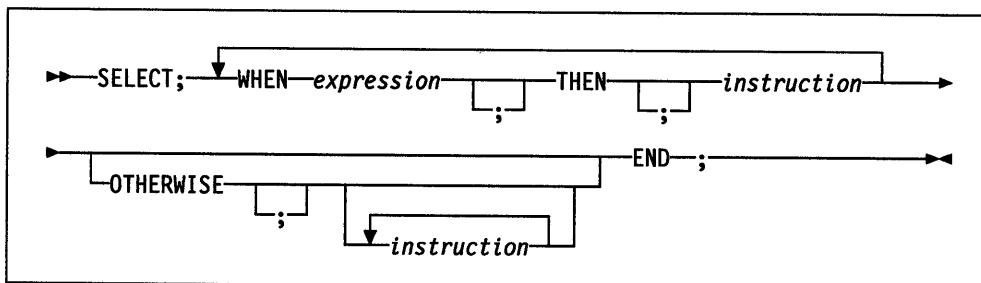 SELECT; WHEN expression ; THEN ; instruction
OTHERWISE ; instruction END ;